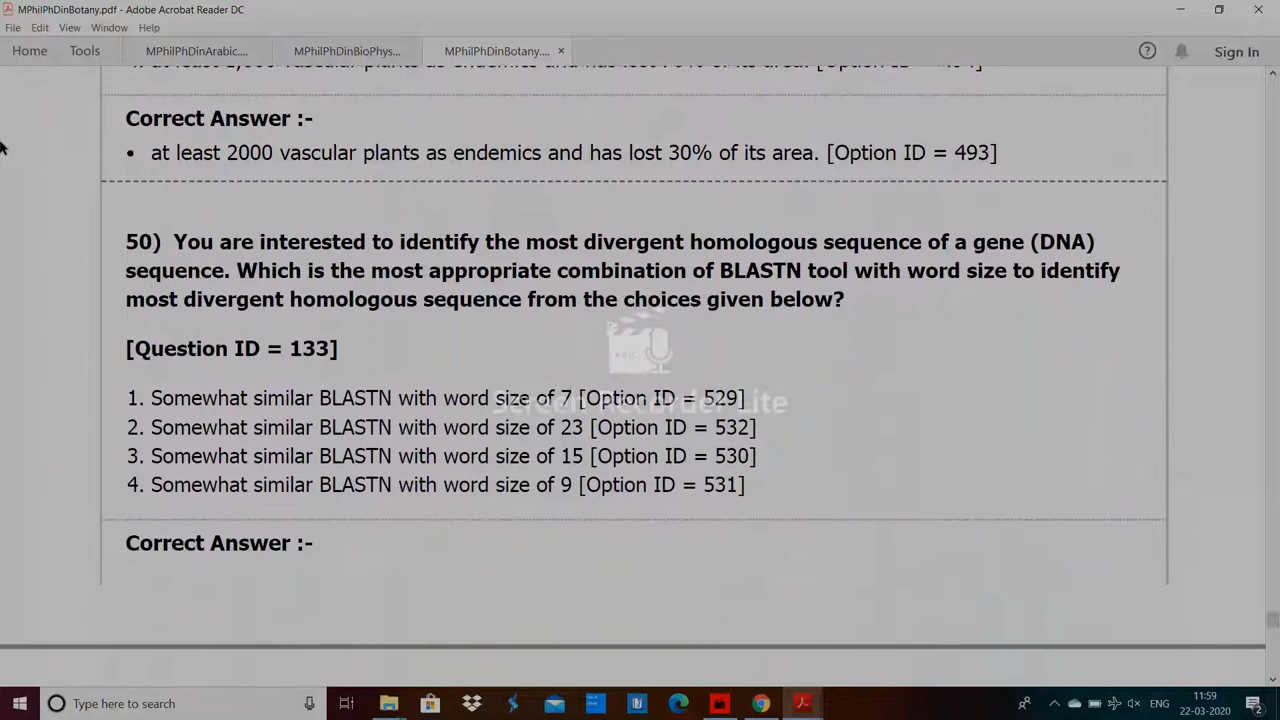 MPhilPhDinBotany.pdf - Adobe Acrobat Reader DC
File Edit View Window Help
Home Tools MPhilPhDinArabic.... MPhilPhDinBioPhys... MPhilPhDinBotany.... Sign In
Correct Answer :-
• at least 2000 vascular plants as endemics and has lost 30% of its area. [Option ID = 493]
50) You are interested to identify the most divergent homologous sequence of a gene (DNA)
sequence. Which is the most appropriate combination of BLASTN tool with word size to identify
most divergent homologous sequence from the choices given below?
[Question ID = 133]
1. Somewhat similar BLASTN with word size of 7 [Option ID = 529]
2. Somewhat similar BLASTN with word size of 23 [Option ID = 532]
3. Somewhat similar BLASTN with word size of 15 [Option ID = 530]
4. Somewhat similar BLASTN with word size of 9 [Option ID = 531]
Screen Recorder Lite
Correct Answer :-
Type here to search
ENG
11:59
22-03-2020